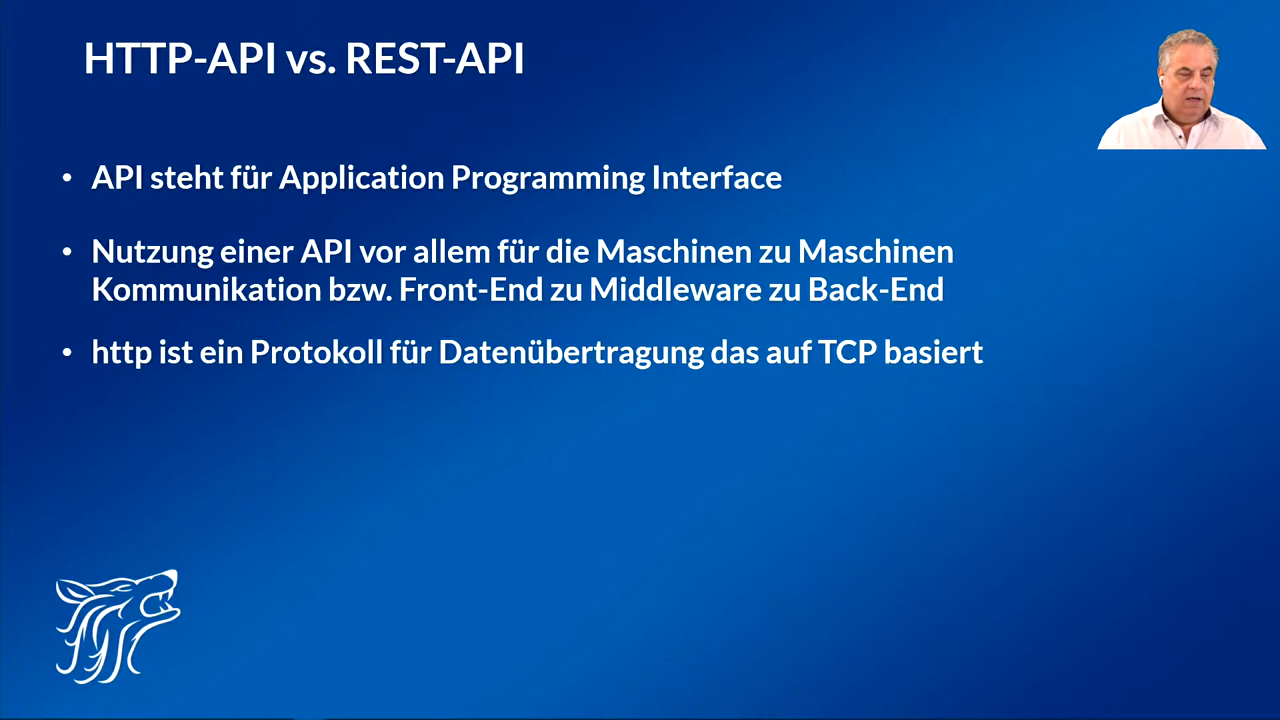 HTTP-API vs. REST-API
• API steht für Application Programming Interface
• Nutzung einer API vor allem für die Maschinen zu Maschinen
Kommunikation bzw. Front-End zu Middleware zu Back-End
• http ist ein Protokoll für Datenübertragung das auf TCP basiert